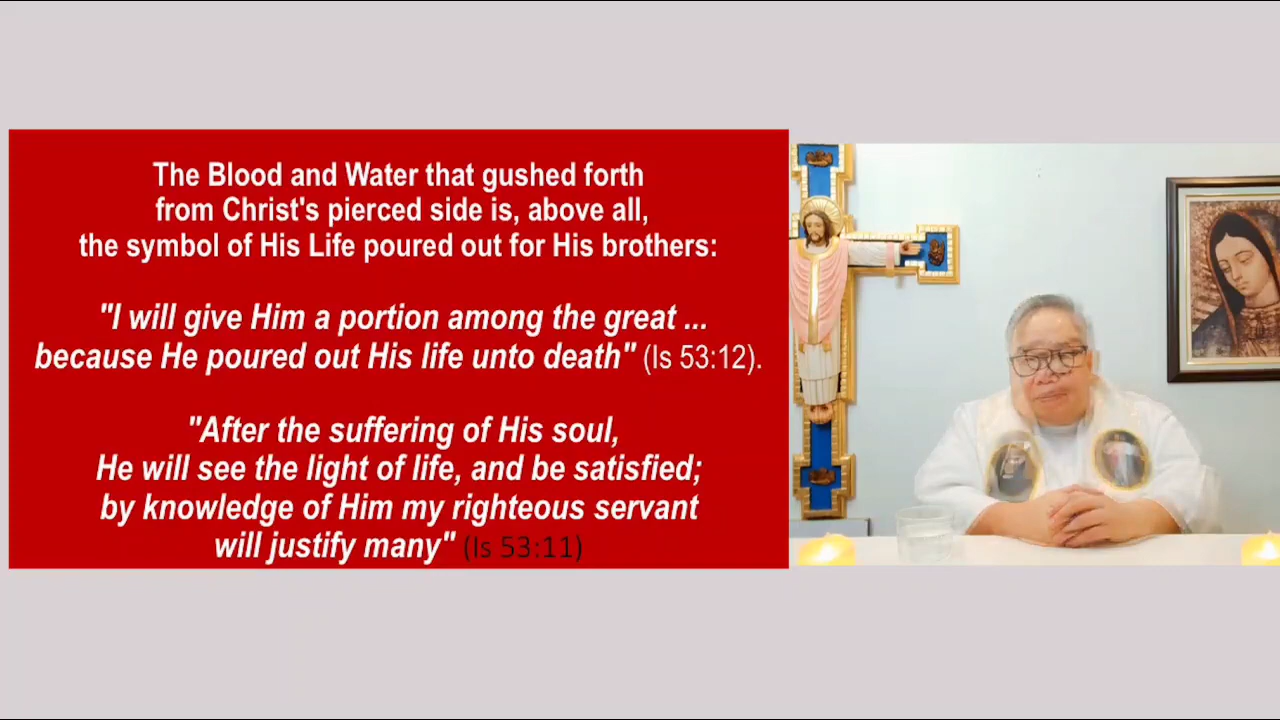 The Blood and Water that gushed forth
from Christ's pierced side is, above all,
the symbol of His Life poured out for His brothers:
"I will give Him a portion among the great ...
because He poured out His life unto death" (Is 53:12).
"After the suffering of His soul,
He will see the light of life, and be satisfied;
by knowledge of Him my righteous servant
will justify many" (Is 53:11)